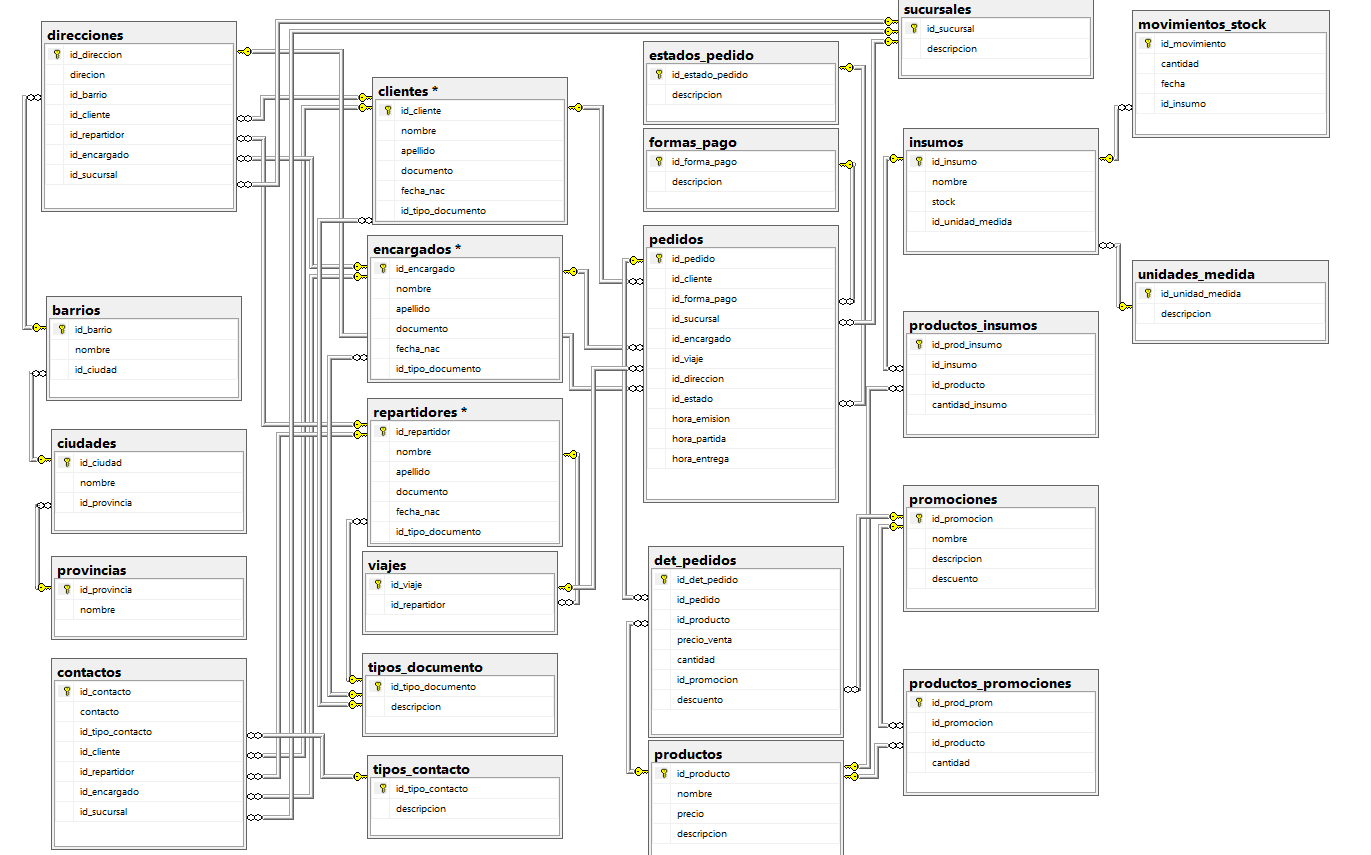 direcciones
id_direccion
direcion
id_barrio
id_cliente
id_repartidor
id_encargado
id_sucursal
barrios
id_barrio
nombre
id_ciudad
ciudades
id_ciudad
nombre
id_provincia
provincias
id_provincia
nombre
contactos
id_contacto
contacto
id_tipo_contacto
id_cliente
id_repartidor
id_encargado
id_sucursal
clientes *
id_cliente
nombre
apellido
documento
fecha_nac
id_tipo_documento
encargados *
id_encargado
nombre
apellido
documento
fecha_nac
id_tipo_documento
repartidores *
id_repartidor
nombre
apellido
documento
fecha_nac
id_tipo_documento
viajes
id_viaje
id_repartidor
tipos_documento
id_tipo_documento
descripcion
tipos_contacto
id_tipo_contacto
descripcion
estados_pedido
id_estado_pedido
descripcion
formas_pago
id_forma_pago
descripcion
pedidos
id_pedido
id_cliente
id_forma_pago
id_sucursal
id_encargado
id_viaje
id_direccion
id_estado
hora_emision
hora_partida
hora_entrega
det_pedidos
id_det_pedido
id_pedido
id_producto
precio_venta
cantidad
id_promocion
descuento
productos
id_producto
nombre
precio
descripcion
sucursales
id_sucursal
descripcion
insumos
id_insumo
nombre
stock
id_unidad_medida
productos_insumos
id_prod_insumo
id_insumo
id_producto
cantidad_insumo
promociones
id_promocion
nombre
descripcion
descuento
productos_promociones
id_prod_prom
id_promocion
id_producto
cantidad
movimientos_stock
id_movimiento
cantidad
fecha
id_insumo
unidades_medida
id_unidad_medida
descripcion